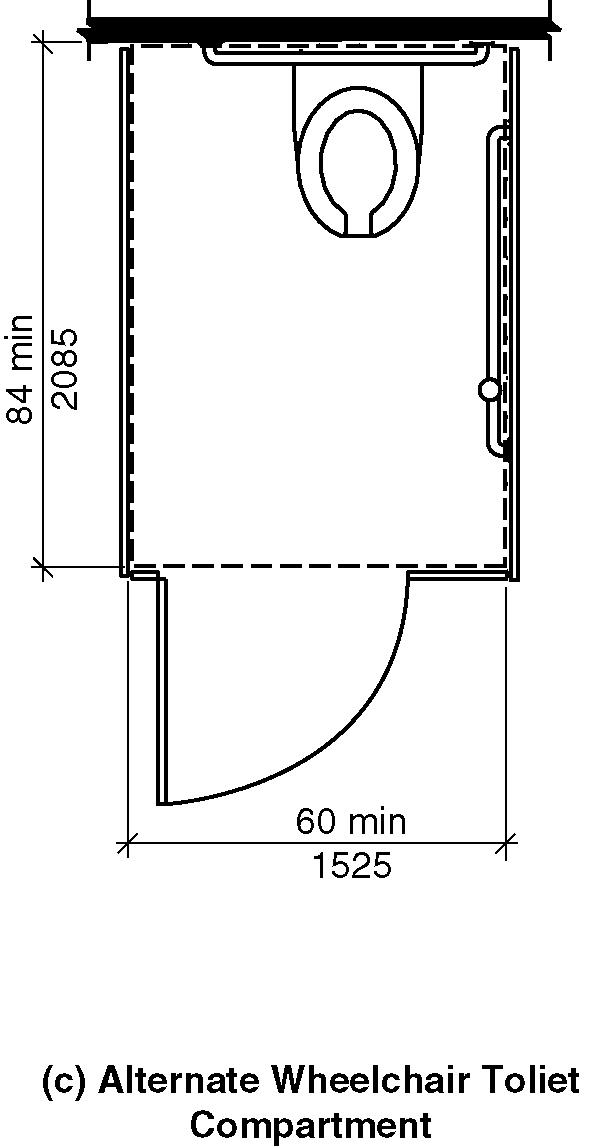 84 min
2085
60 min
1525
(c) Alternate Wheelchair Toliet
Compartment